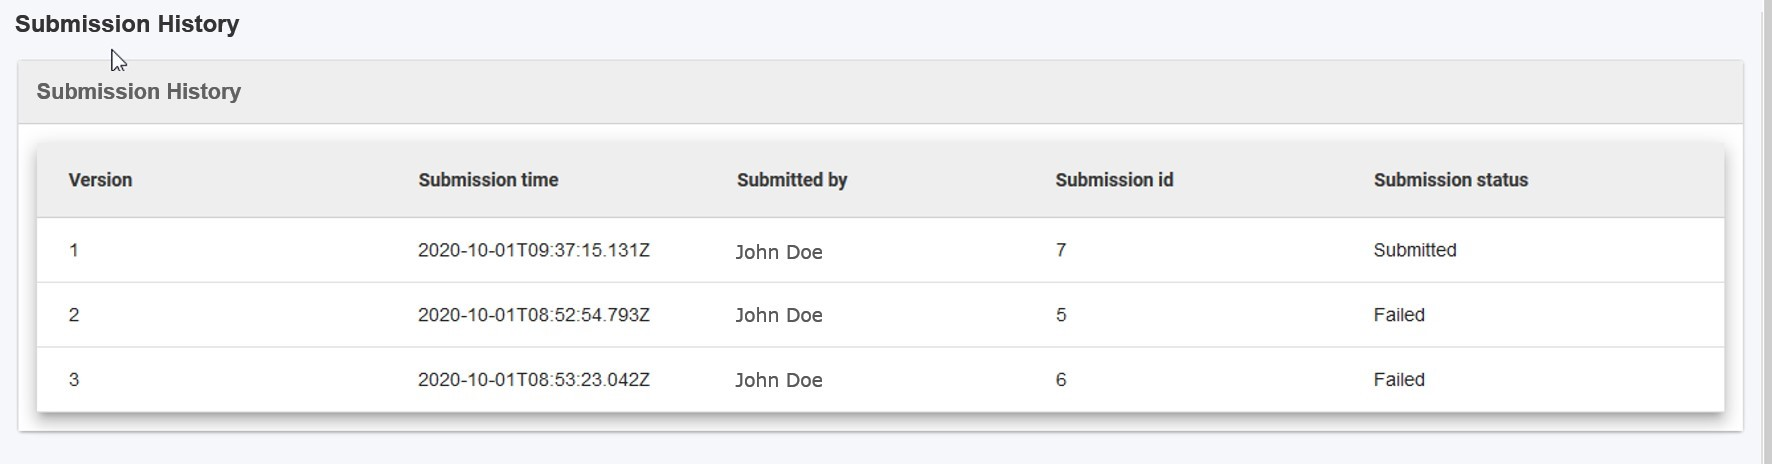 Submission History
Submission History
Version Submission time Submitted by Submission id Submission status
1 2020-10-01T09:37:15.131Z John Doe 7 Submitted
2 2020-10-01T08:52:54.793Z John Doe 5 Failed
3 2020-10-01T08:53:23.042Z John Doe 6 Failed